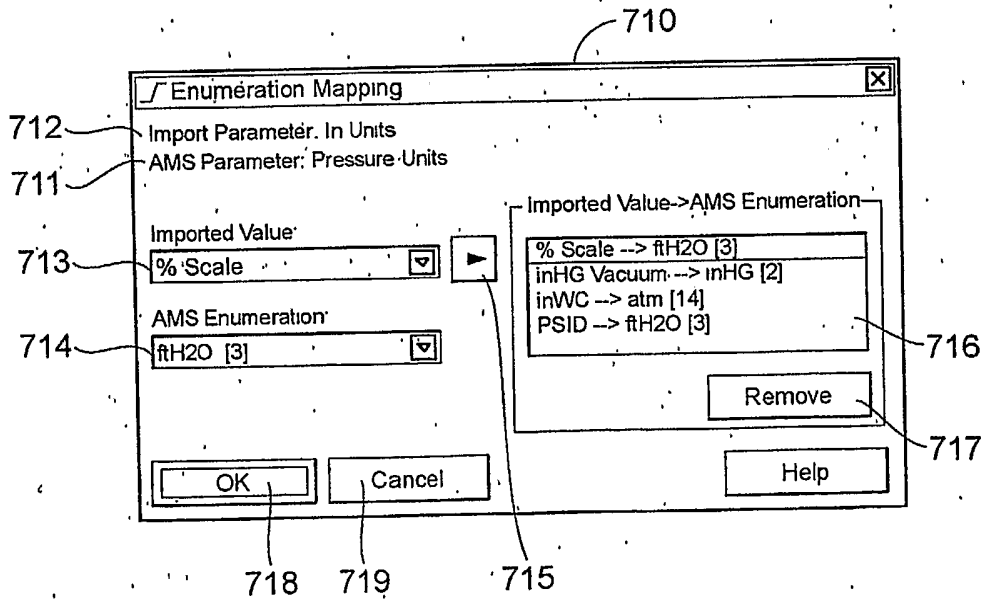 710
Enumeration Mapping
712
Import Parameter. In Units
711
AMS Parameter: Pressure Units
Imported Value
713
% Scale
AMS Enumeration
714
ftH2O [3]
Imported Value->AMS Enumeration
% Scale --> ftH2O [3]
inHG Vacuum --> inHG [2]
inWC --> atm [14]
PSID --> ftH2O [3]
716
Remove
717
OK
Cancel
Help
718
719
715